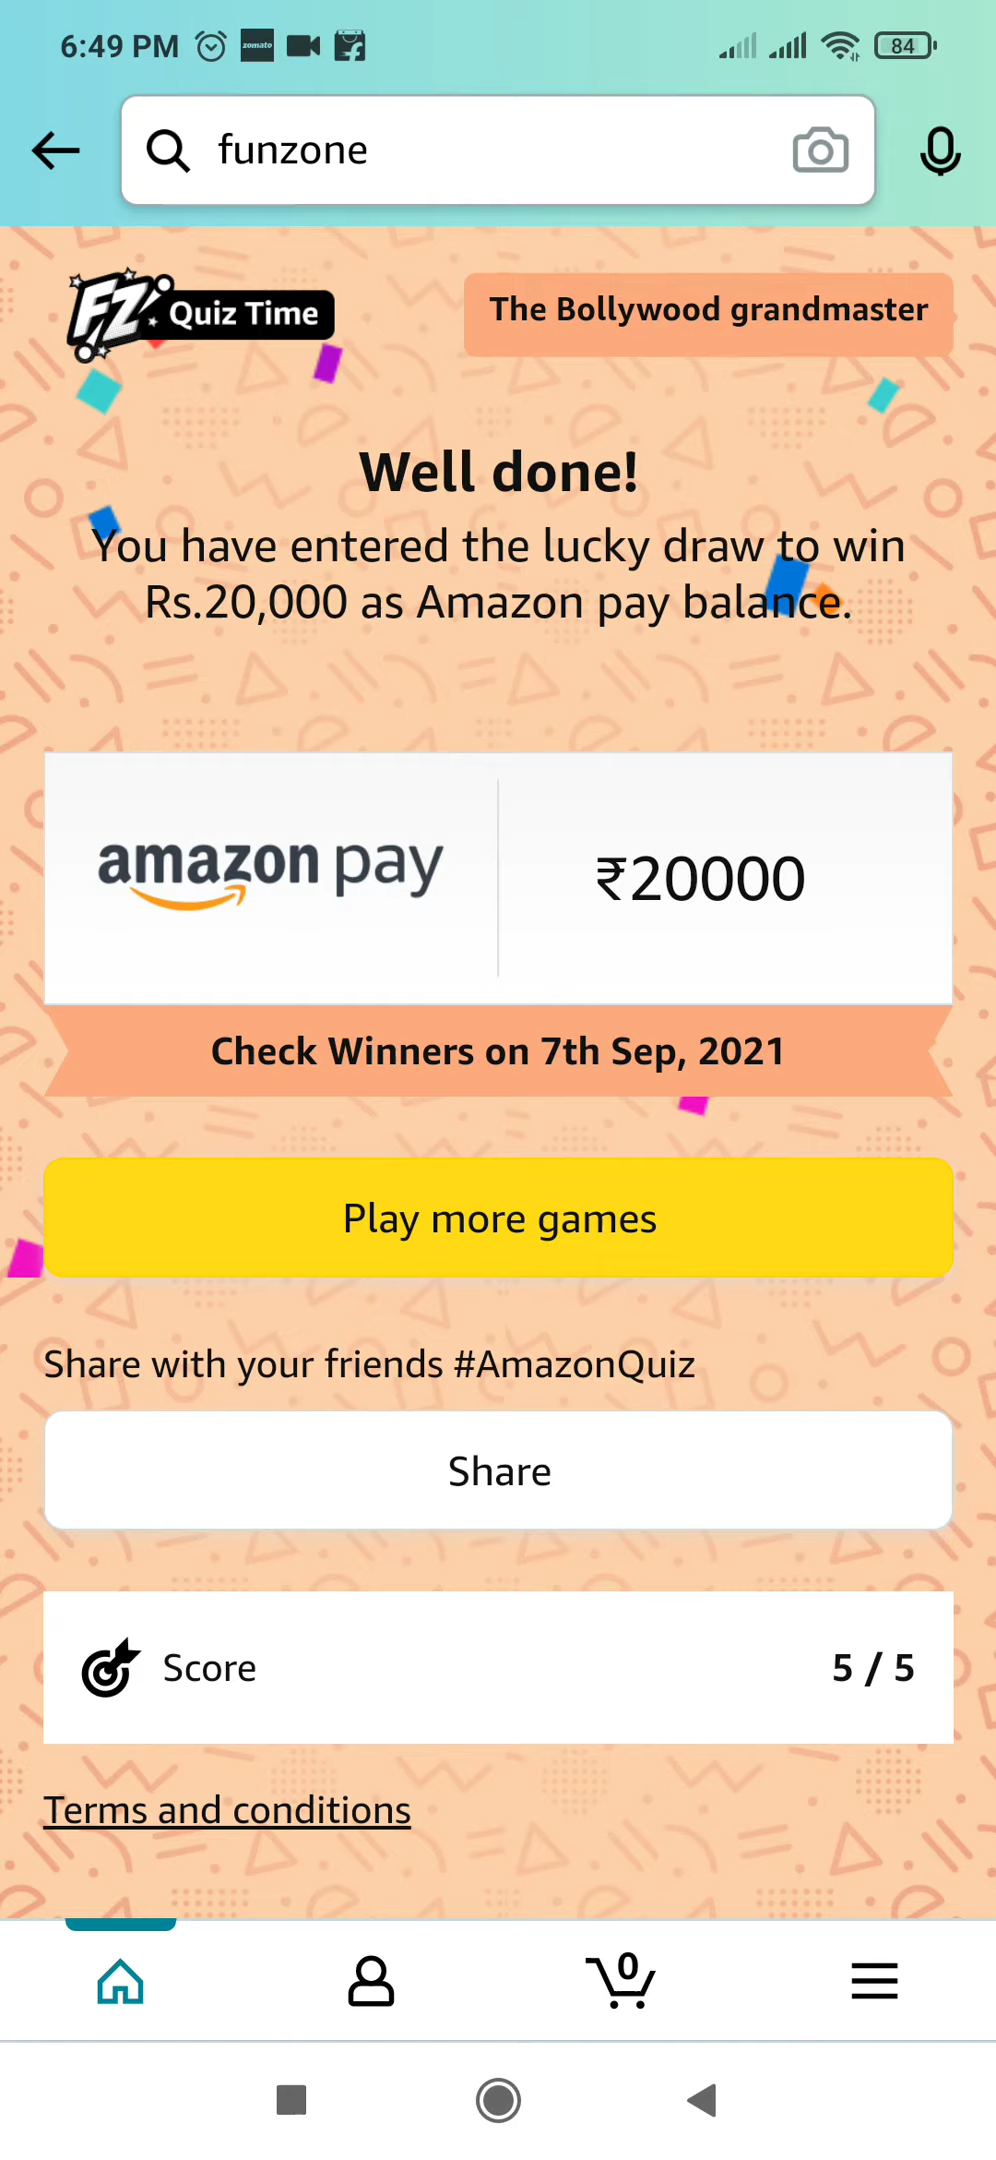 6:49 PM zomato 84
funzone
FZ Quiz Time
The Bollywood grandmaster
Well done!
You have entered the lucky draw to win
Rs.20,000 as Amazon pay balance.
amazon pay
₹20000
Check Winners on 7th Sep, 2021
Play more games
Share with your friends #AmazonQuiz
Share
Score 5 / 5
Terms and conditions
0